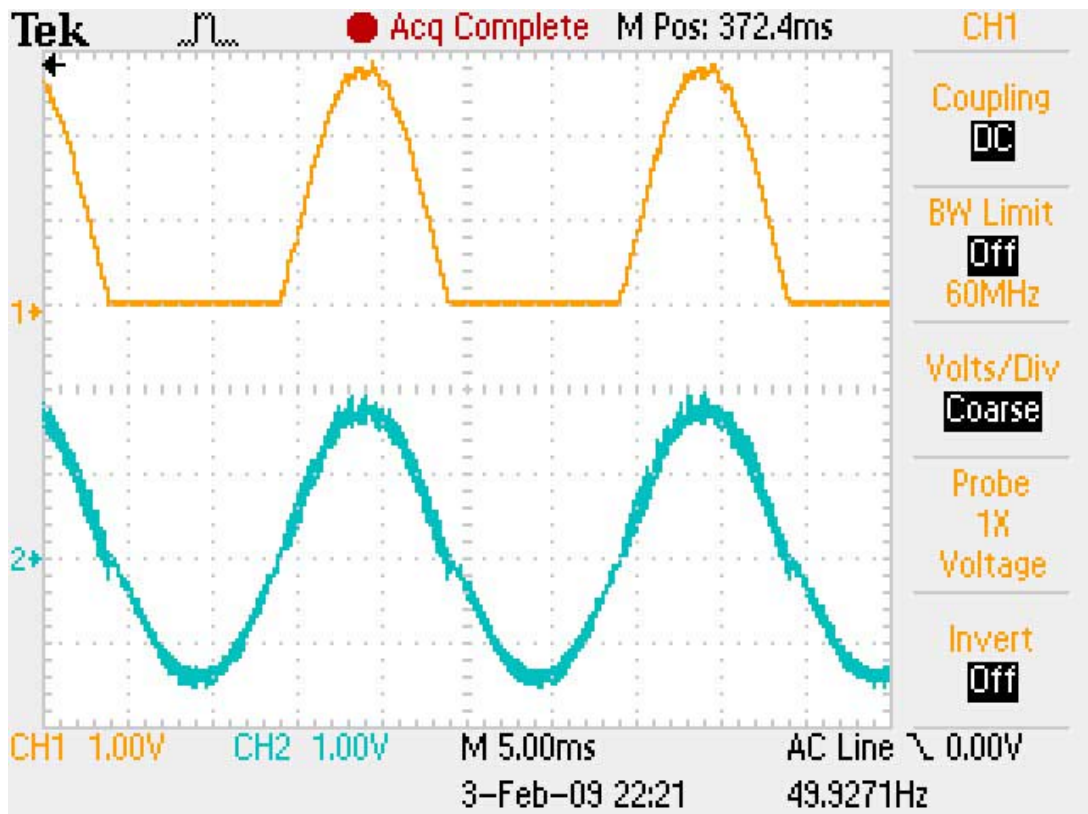 Tek Acq Complete M Pos: 372.4ms CH1
Coupling
DC
BW Limit
Off
60MHz
1
Volts/Div
Coarse
Probe
1X
2
Voltage
Invert
Off
CH1 1.00V CH2 1.00V M 5.00ms AC Line 0.00V
3-Feb-09 22:21 49.9271Hz